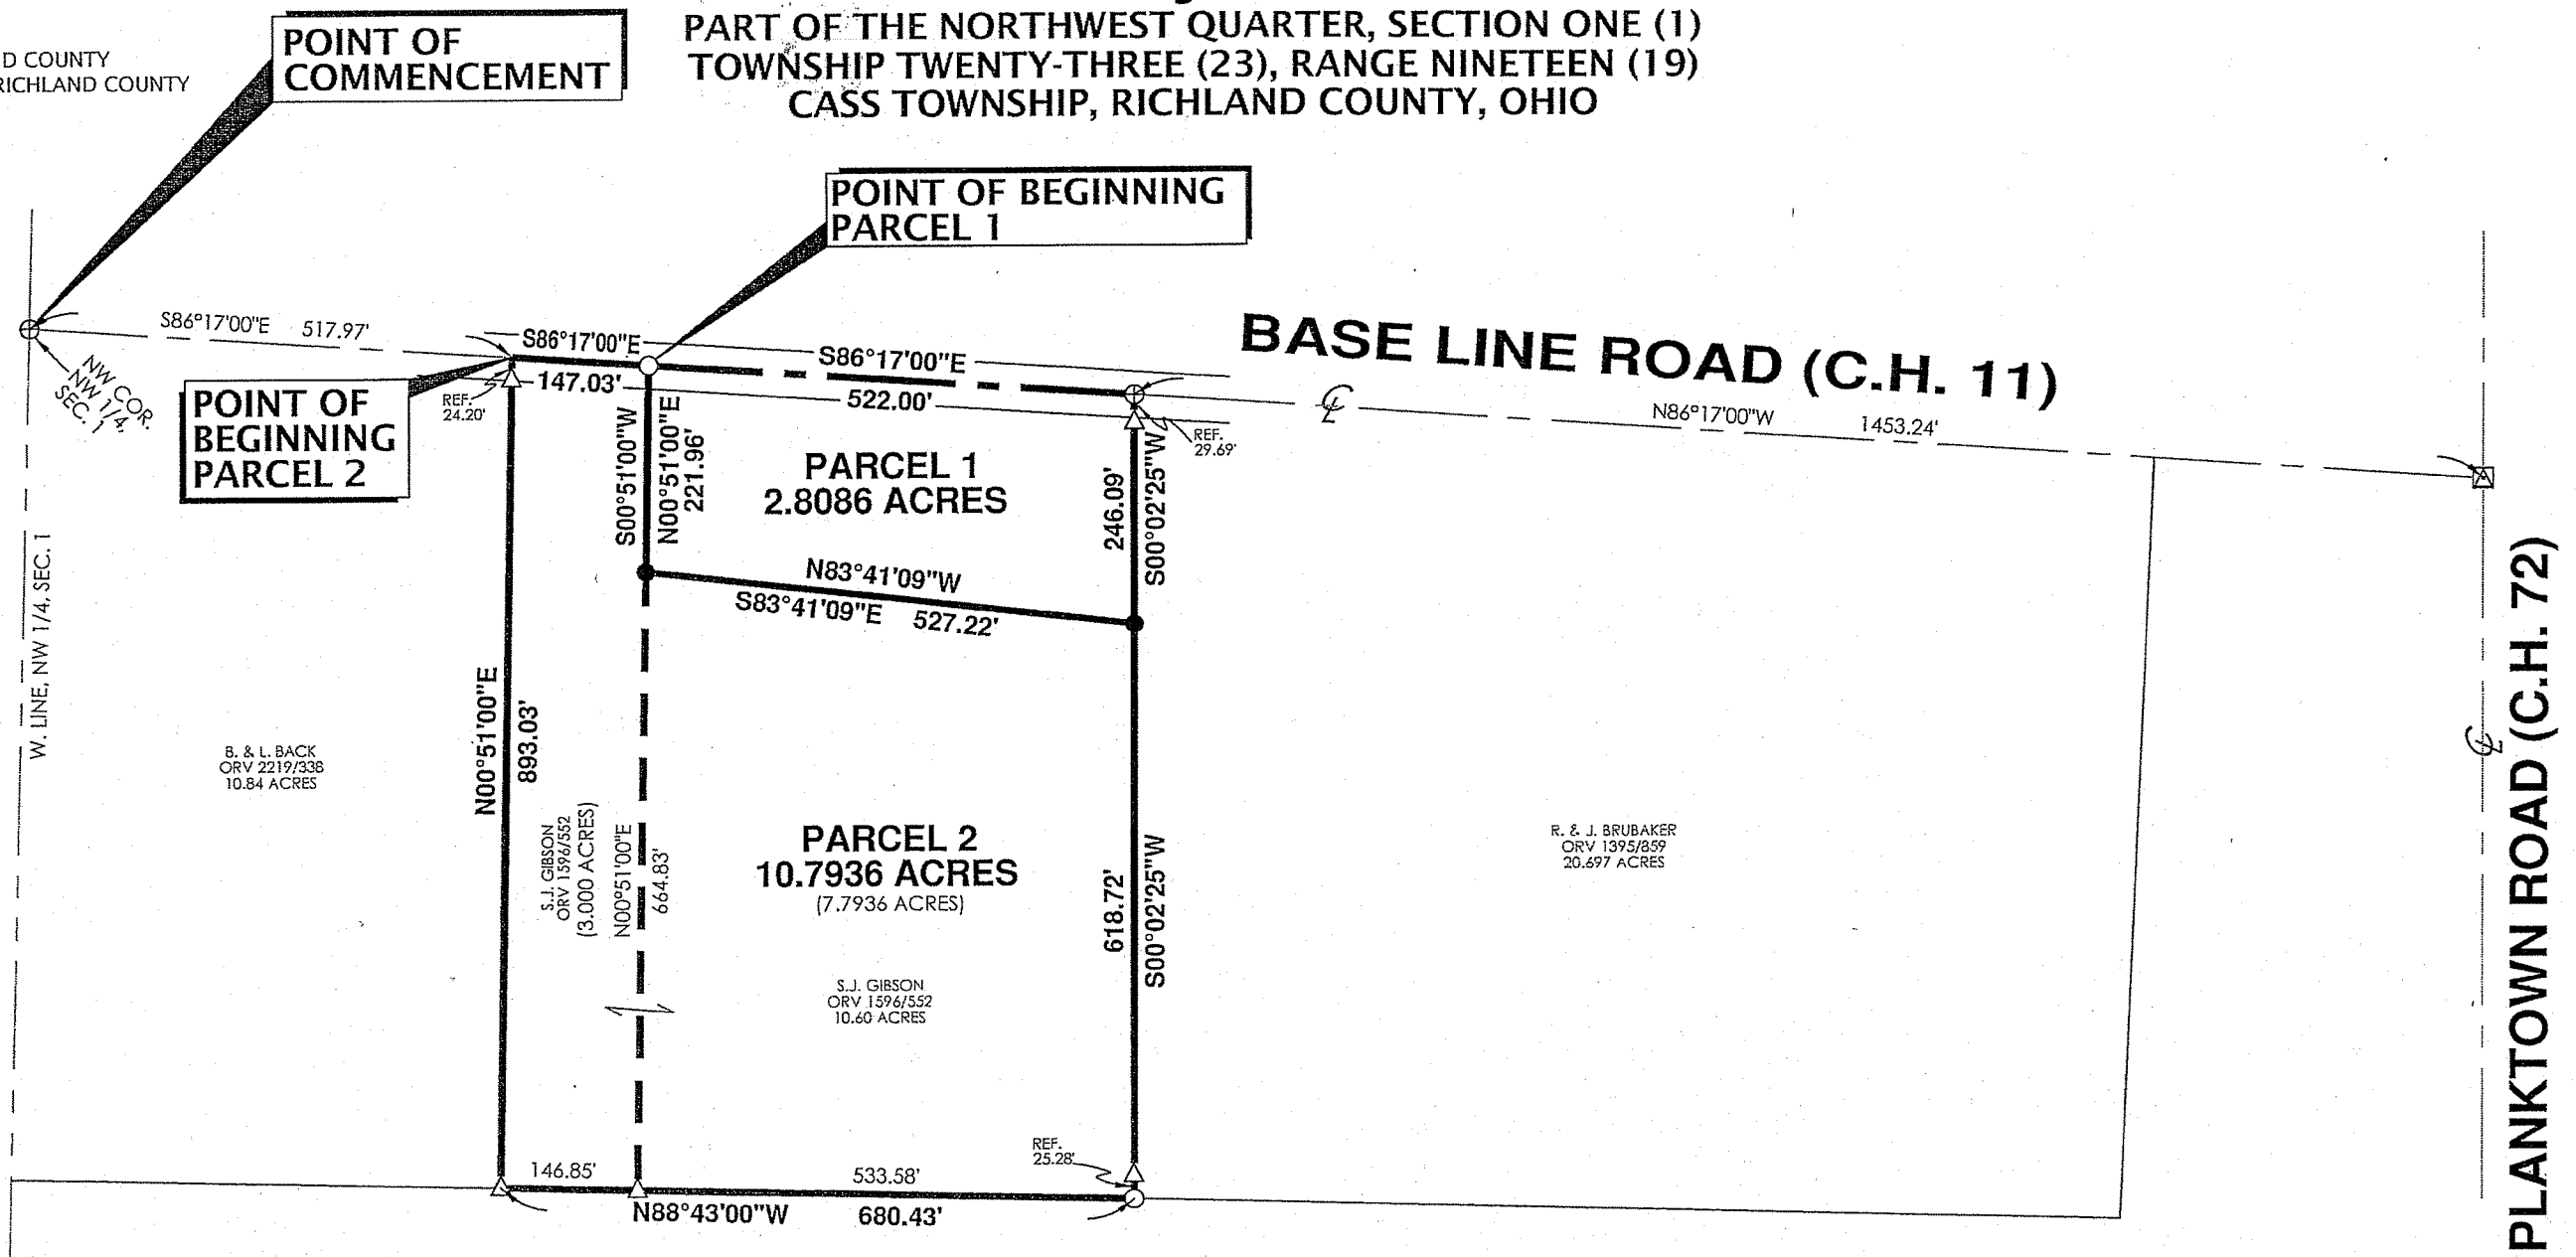 PART OF THE NORTHWEST QUARTER, SECTION ONE (1)
TOWNSHIP TWENTY-THREE (23), RANGE NINETEEN (19)
CASS TOWNSHIP, RICHLAND COUNTY, OHIO
D COUNTY
RICHLAND COUNTY
POINT OF
COMMENCEMENT
POINT OF BEGINNING
PARCEL 1
S86°17'00"E 517.97'
NW COR.
NW 1/4,
SEC. 1
POINT OF
BEGINNING
PARCEL 2
S86°17'00"E
147.03'
REF.
24.20'
S86°17'00"E
522.00'
BASE LINE ROAD (C.H. 11)
N86°17'00"W 1453.24'
REF.
29.69'
S00°51'00"W
N00°51'00"E
221.96'
PARCEL 1
2.8086 ACRES
246.09'
S00°02'25"W
N83°41'09"W
S83°41'09"E 527.22'
W. LINE, NW 1/4, SEC. 1
B. & L. BACK
ORV 2219/338
10.84 ACRES
N00°51'00"E
893.03'
S.J. GIBSON
ORV 1596/552
(3.000 ACRES)
N00°51'00"E
664.83'
PARCEL 2
10.7936 ACRES
(7.7936 ACRES)
S.J. GIBSON
ORV 1596/552
10.60 ACRES
618.72'
S00°02'25"W
R. & J. BRUBAKER
ORV 1395/859
20.697 ACRES
PLANKTOWN ROAD (C.H. 72)
REF.
25.28'
146.85'
533.58'
N88°43'00"W 680.43'